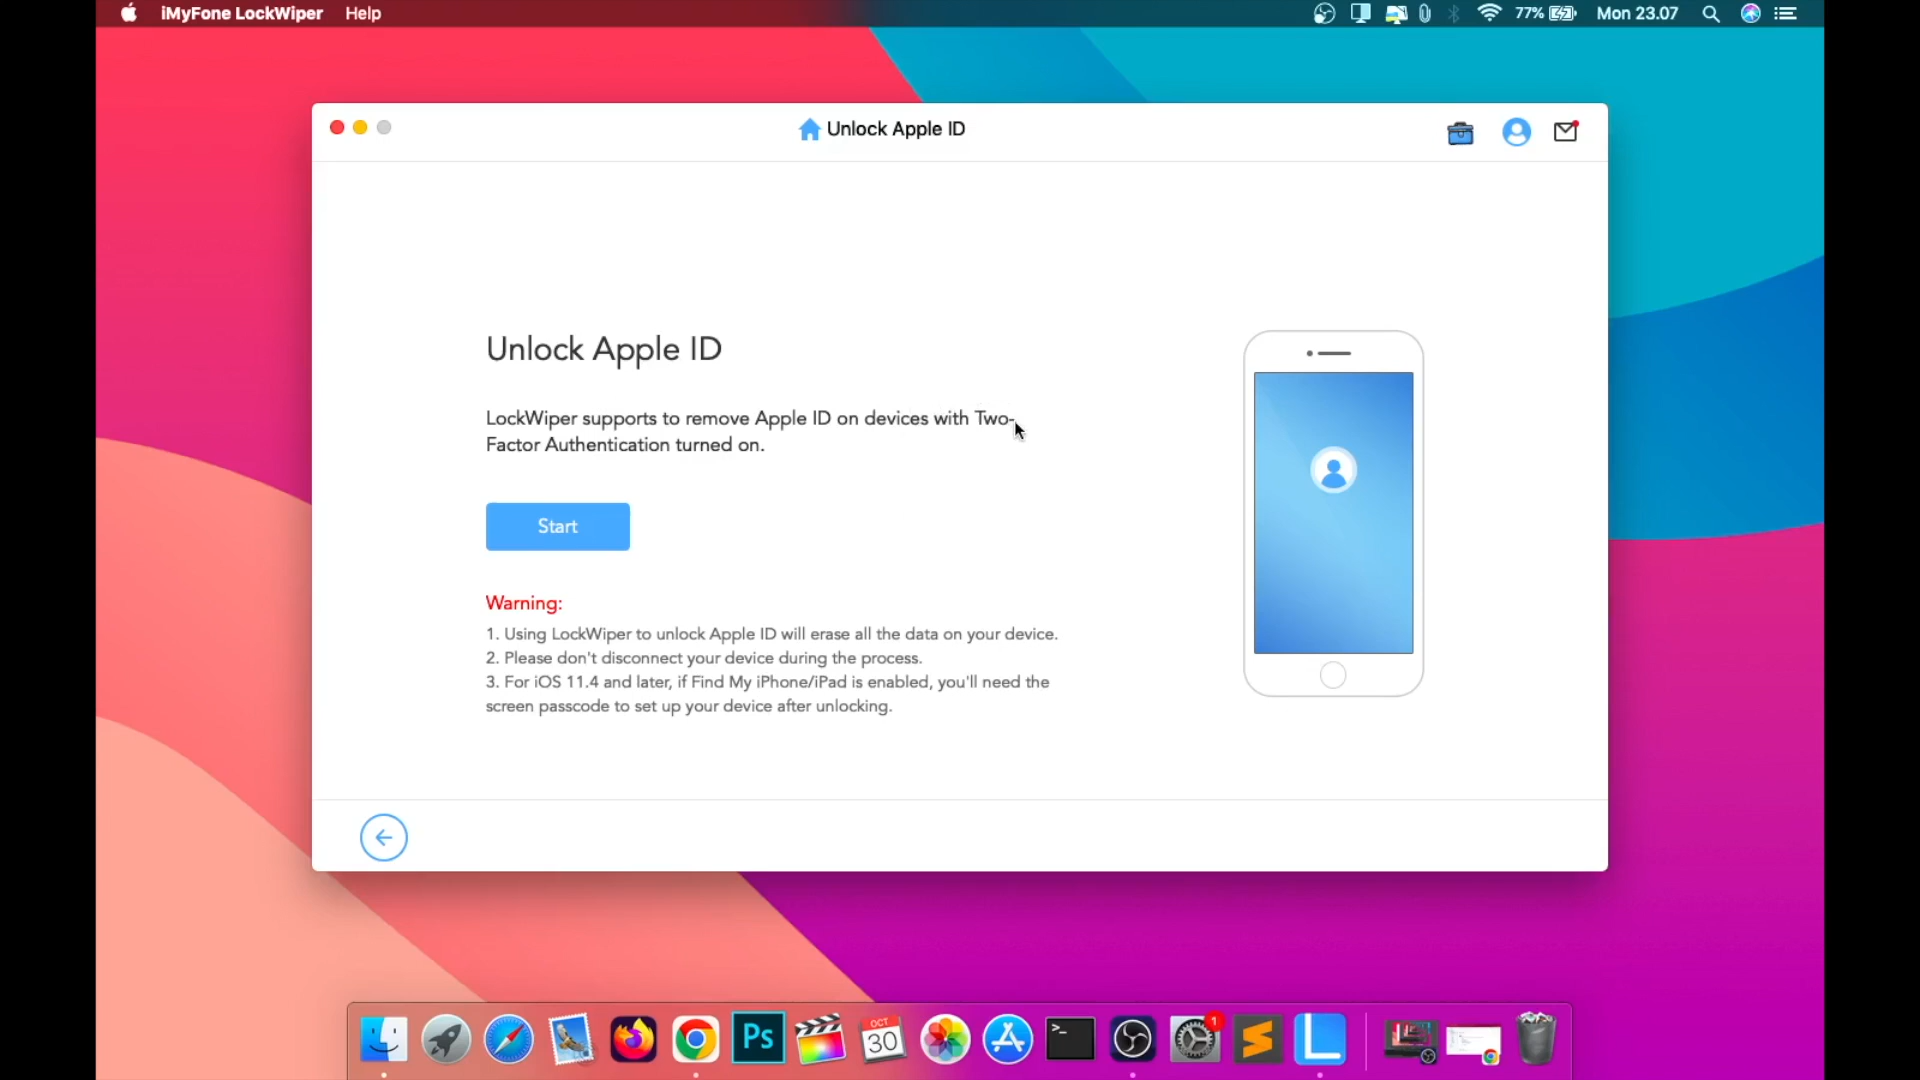 iMyFone LockWiper Help 77% Mon 23.07
Unlock Apple ID
Unlock Apple ID
LockWiper supports to remove Apple ID on devices with Two-
Factor Authentication turned on.
Start
Warning:
1. Using LockWiper to unlock Apple ID will erase all the data on your device.
2. Please don't disconnect your device during the process.
3. For iOS 11.4 and later, if Find My iPhone/iPad is enabled, you'll need the
screen passcode to set up your device after unlocking.
Ps
OCT
30
>_
1